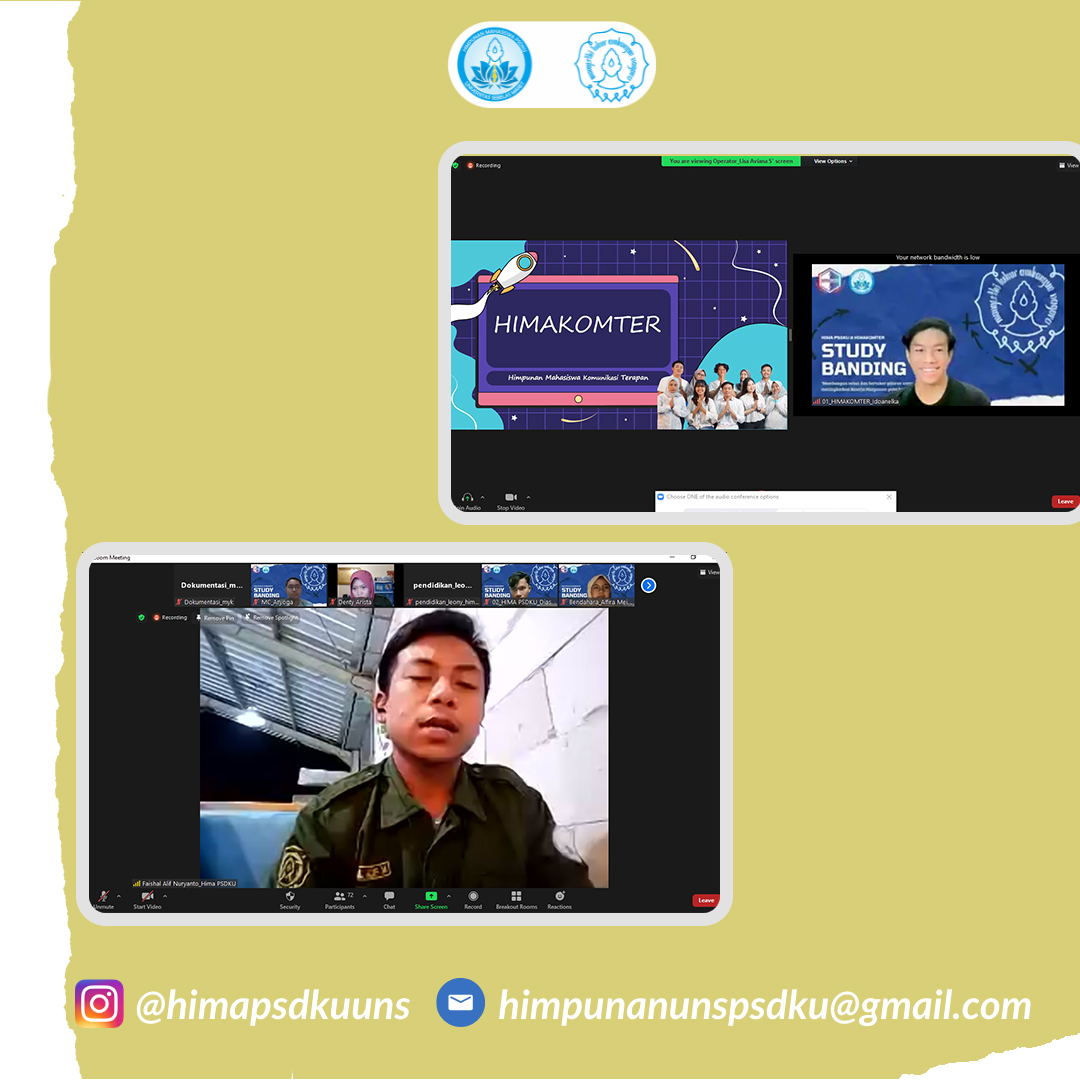 Recording
You are viewing Operator_Lisa Aviana S' screen
View Options
View
Your network bandwidth is low
HIMAKOMTER
Himpunan Mahasiswa Komunikasi Terapan
HIMA PSDKU & HIMAKOMTER
STUDY
BANDING
01_HIMAKOMTER_Idoanelka
Audio
Stop Video
Choose ONE of the audio conference options
Leave
Meeting
Dokumentasi_m...
pendidikan_leo...
View
Dokumentasi_myk
MC_Anjoga
Denty Arista
pendidikan_leony_him...
02_HIMA PSDKU_Dias...
Bendahara_Afira Mei...
STUDY
BANDING
STUDY
BANDING
STUDY
BANDING
Recording
Remove Pin
Remove Spotlight
Faishal Alif Nuryanto_Hima PSDKU
Unmute
Start Video
Security
Participants
72
Chat
Share Screen
Record
Breakout Rooms
Reactions
Leave
@himapsdkuuns
himpunanunspsdku@gmail.com